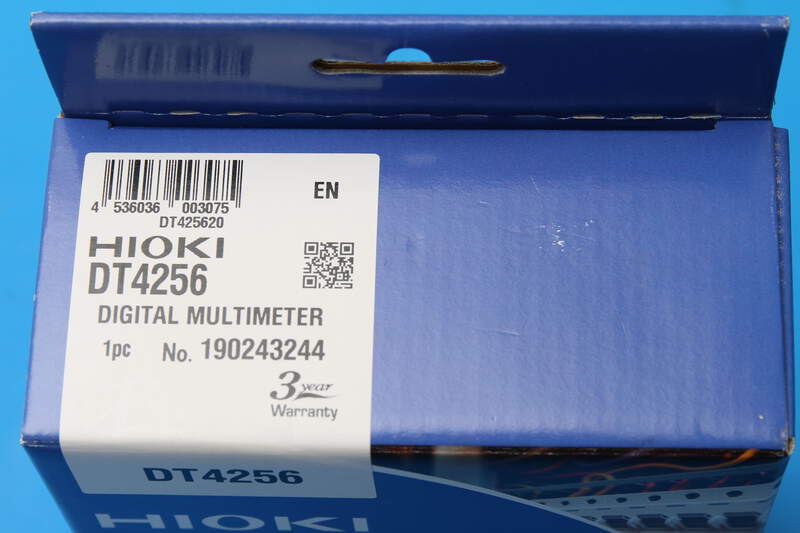 4 536036 003075
DT425620
EN
HIOKI
DT4256
DIGITAL MULTIMETER
1pc No. 190243244
3 year
Warranty
DT4256
HIOKI